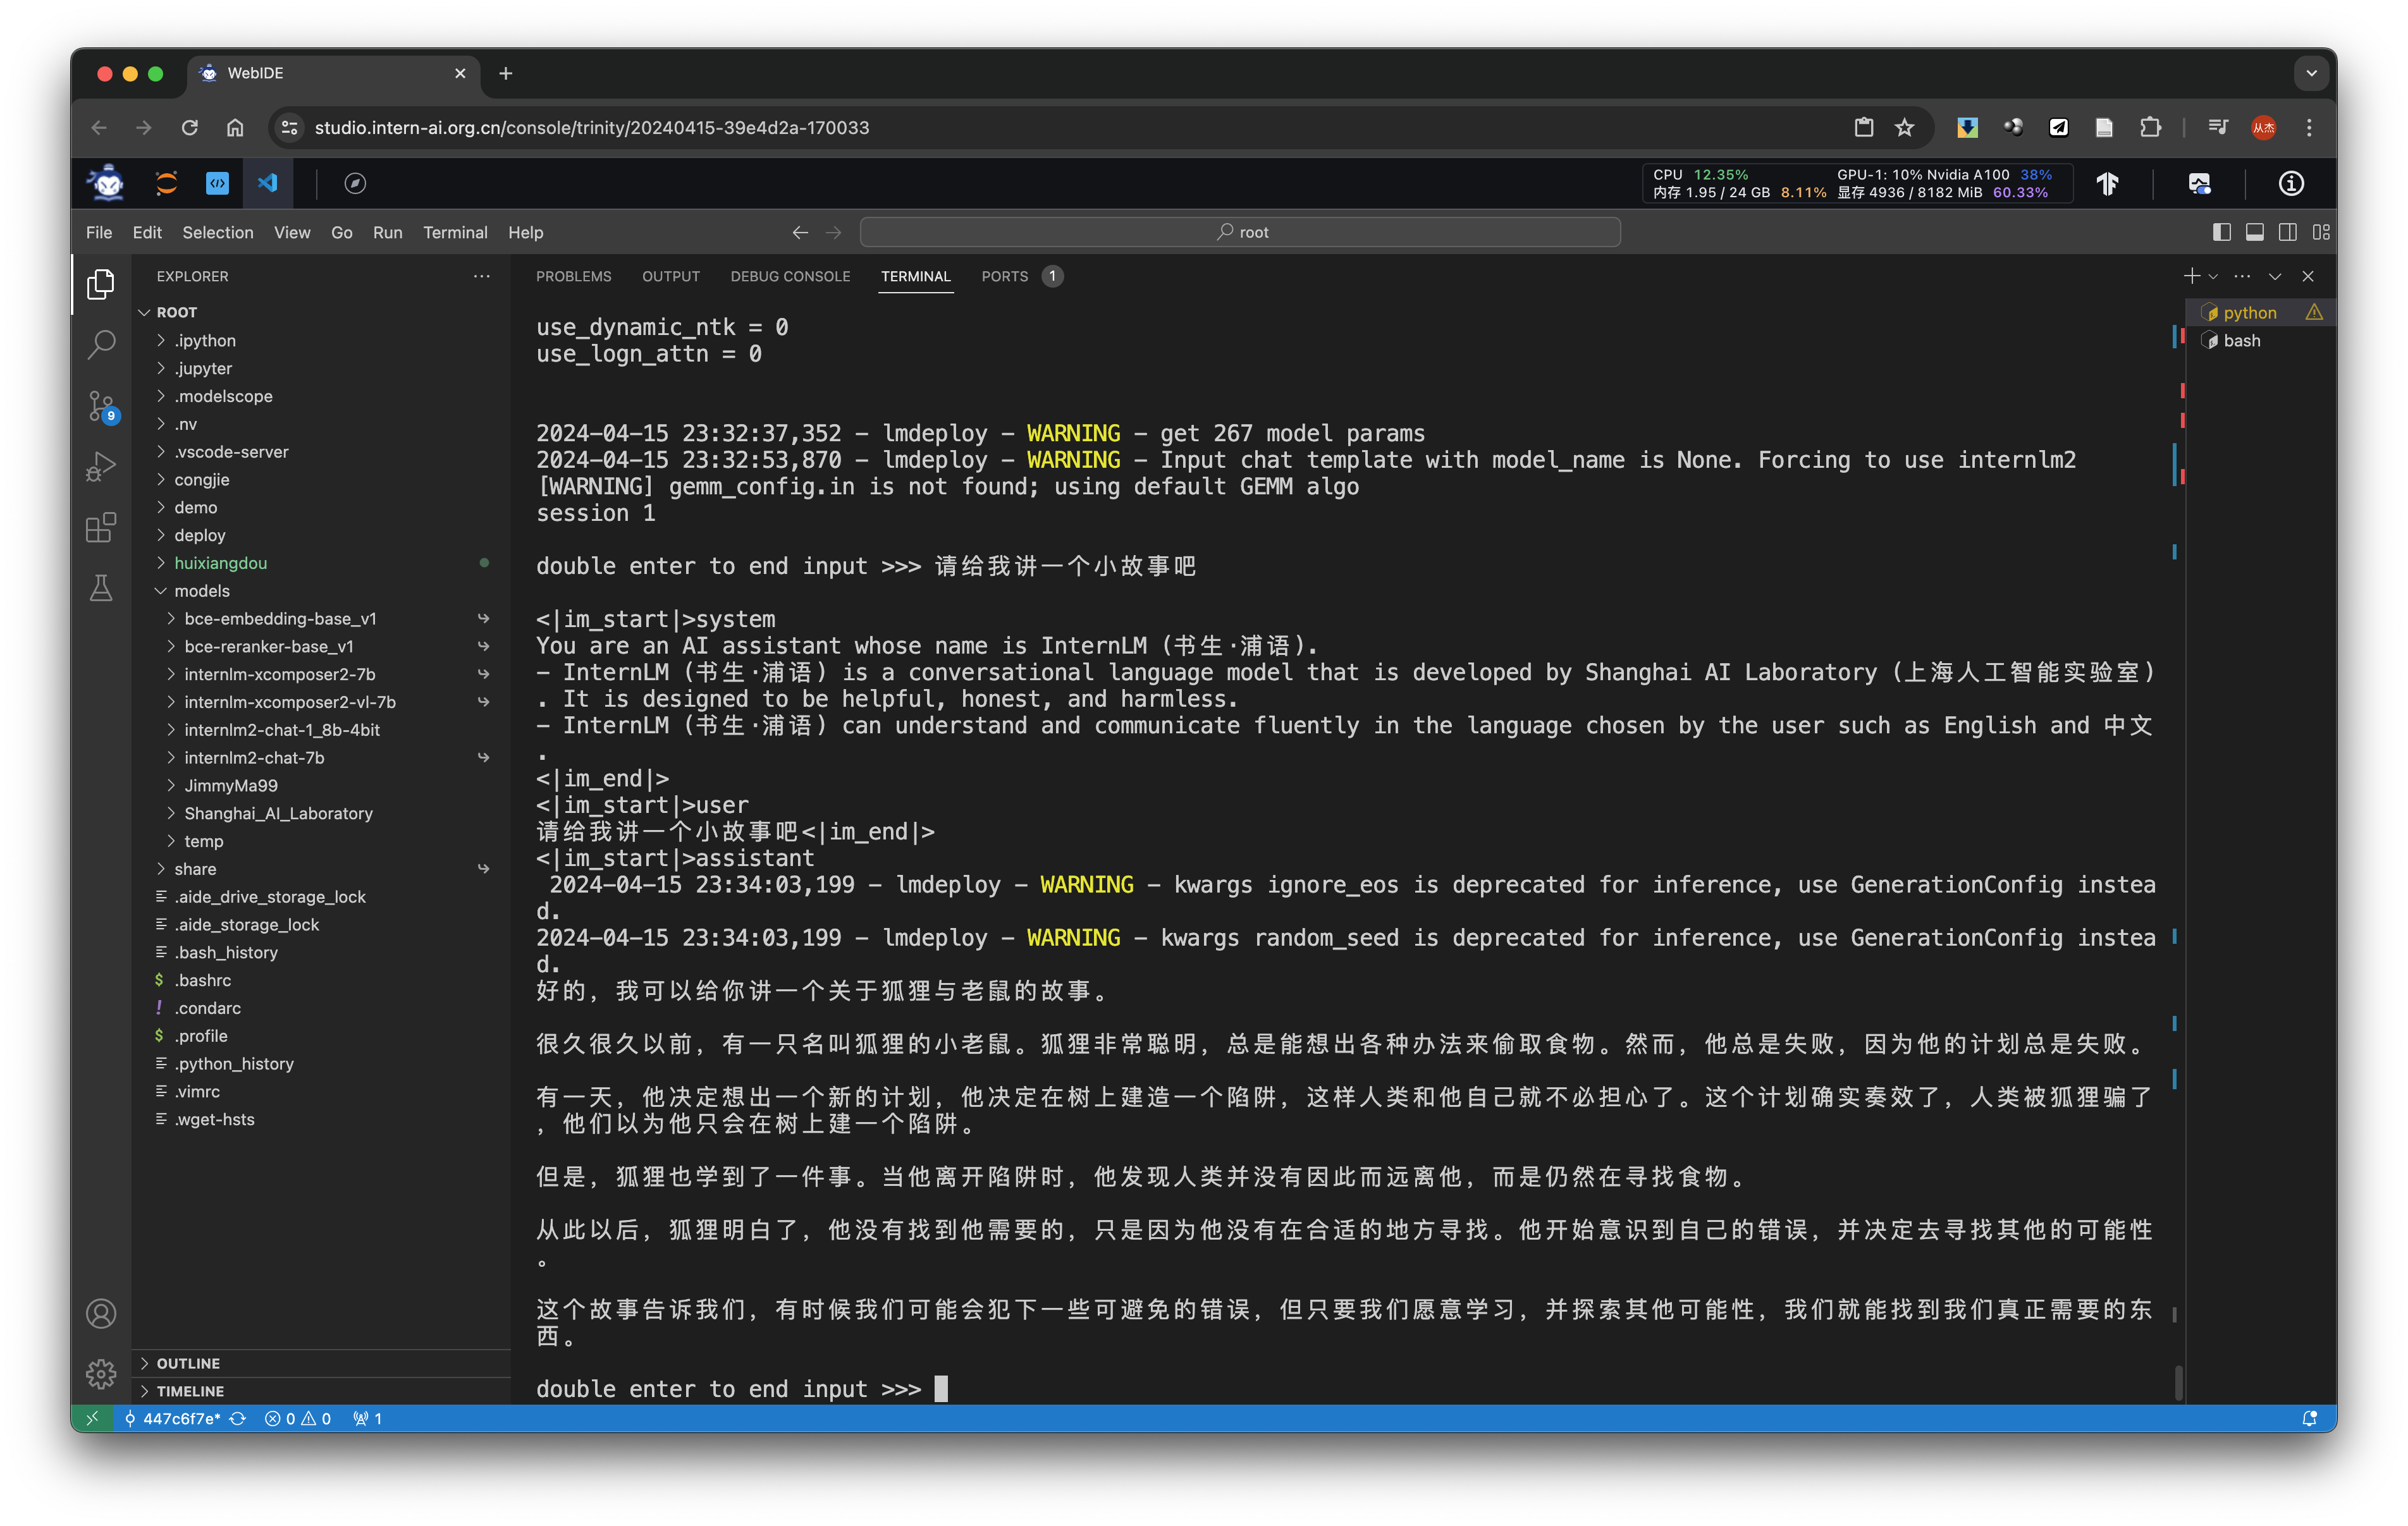 WebIDE
studio.intern-ai.org.cn/console/trinity/20240415-39e4d2a-170033
从杰
CPU 12.35% GPU-1: 10% Nvidia A100 38%
内存 1.95 / 24 GB 8.11% 显存 4936 / 8182 MiB 60.33%
File Edit Selection View Go Run Terminal Help
root
EXPLORER
ROOT
.ipython
.jupyter
.modelscope
.nv
.vscode-server
congjie
demo
deploy
huixiangdou
models
bce-embedding-base_v1
bce-reranker-base_v1
internlm-xcomposer2-7b
internlm-xcomposer2-vl-7b
internlm2-chat-1_8b-4bit
internlm2-chat-7b
JimmyMa99
Shanghai_AI_Laboratory
temp
share
.aide_drive_storage_lock
.aide_storage_lock
.bash_history
.bashrc
.condarc
.profile
.python_history
.vimrc
.wget-hsts
OUTLINE
TIMELINE
9
PROBLEMS OUTPUT DEBUG CONSOLE TERMINAL PORTS 1
use_dynamic_ntk = 0
use_logn_attn = 0
2024-04-15 23:32:37,352 - lmdeploy - WARNING - get 267 model params
2024-04-15 23:32:53,870 - lmdeploy - WARNING - Input chat template with model_name is None. Forcing to use internlm2
[WARNING] gemm_config.in is not found; using default GEMM algo
session 1
double enter to end input >>> 请给我讲一个小故事吧
<|im_start|>system
You are an AI assistant whose name is InternLM (书生·浦语).
- InternLM (书生·浦语) is a conversational language model that is developed by Shanghai AI Laboratory (上海人工智能实验室)
. It is designed to be helpful, honest, and harmless.
- InternLM (书生·浦语) can understand and communicate fluently in the language chosen by the user such as English and 中文
.
<|im_end|>
<|im_start|>user
请给我讲一个小故事吧<|im_end|>
<|im_start|>assistant
2024-04-15 23:34:03,199 - lmdeploy - WARNING - kwargs ignore_eos is deprecated for inference, use GenerationConfig instea
d.
2024-04-15 23:34:03,199 - lmdeploy - WARNING - kwargs random_seed is deprecated for inference, use GenerationConfig instea
d.
好的，我可以给你讲一个关于狐狸与老鼠的故事。
很久很久以前，有一只名叫狐狸的小老鼠。狐狸非常聪明，总是能想出各种办法来偷取食物。然而，他总是失败，因为他的计划总是失败。
有一天，他决定想出一个新的计划，他决定在树上建造一个陷阱，这样人类和他自己就不必担心了。这个计划确实奏效了，人类被狐狸骗了
，他们以为他只会在树上建一个陷阱。
但是，狐狸也学到了一件事。当他离开陷阱时，他发现人类并没有因此而远离他，而是仍然在寻找食物。
从此以后，狐狸明白了，他没有找到他需要的，只是因为他没有在合适的地方寻找。他开始意识到自己的错误，并决定去寻找其他的可能性
。
这个故事告诉我们，有时候我们可能会犯下一些可避免的错误，但只要我们愿意学习，并探索其他可能性，我们就能找到我们真正需要的东
西。
double enter to end input >>>
python
bash
447c6f7e* 0 0 1